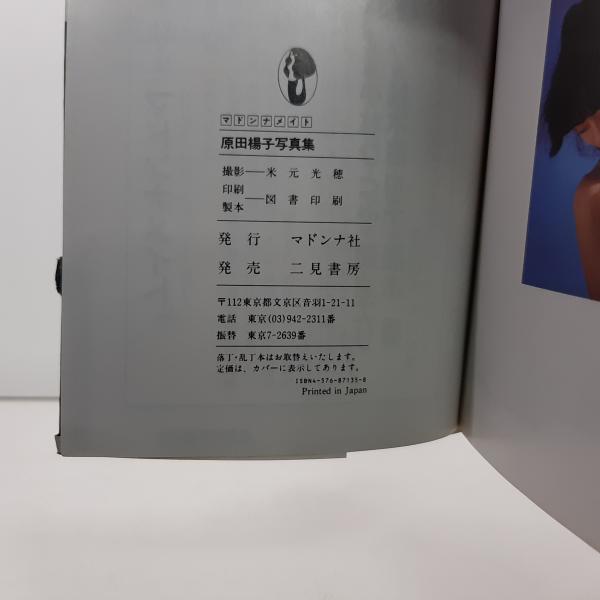 マドンナメイト
原田楊子写真集
撮影――米元光穂
印刷
製本――図書印刷
発行 マドンナ社
発売 二見書房
〒112東京都文京区音羽1-21-11
電話 東京(03)942-2311番
振替 東京7-2639番
落丁・乱丁本はお取替えいたします。
定価は、カバーに表示してあります。
ISBN4-576-87135-8
Printed in Japan